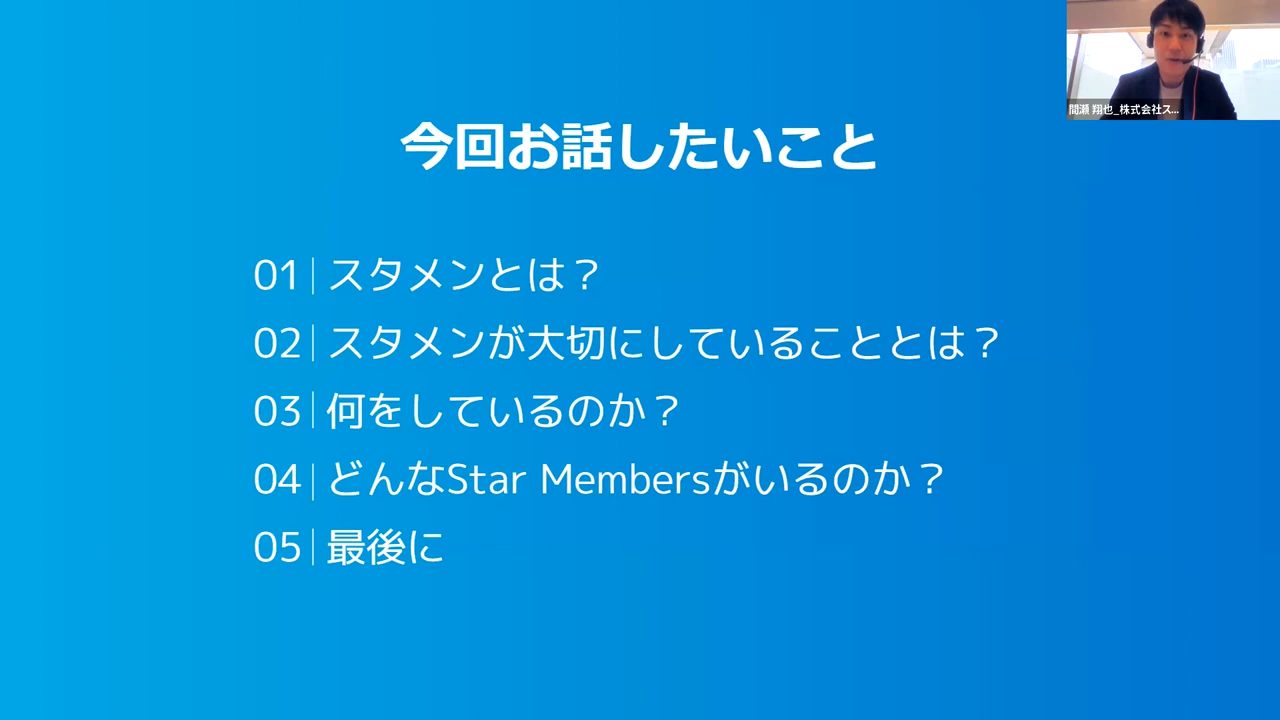 今回お話したいこと
01 スタメンとは？
02 スタメンが大切にしていることとは？
03 何をしているのか？
04 どんなStar Membersがいるのか？
05 最後に
間瀬 翔也_株式会社ス...